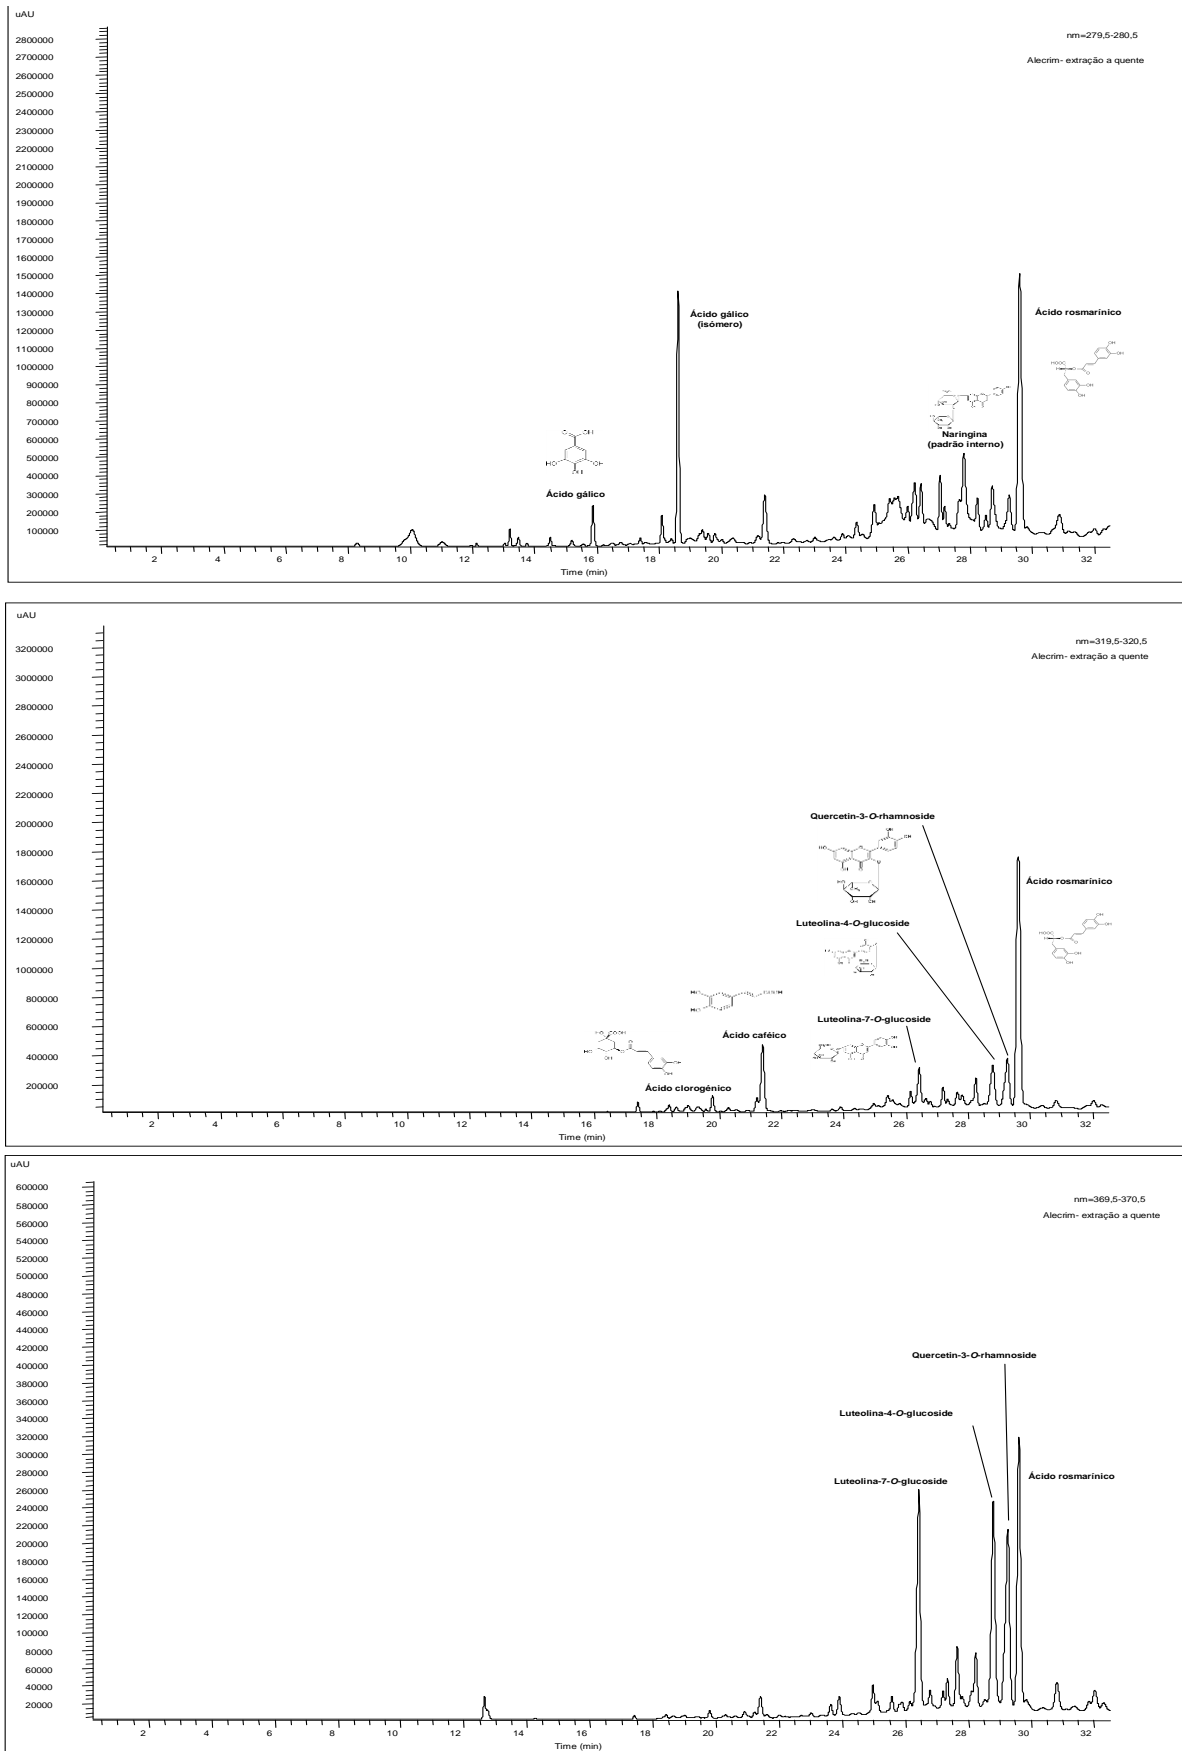 uAU
nm=279,5-280,5
Alecrim- extração a quente
2800000
2700000
2600000
2500000
2400000
2300000
2200000
2100000
2000000
1900000
1800000
1700000
1600000
1500000
1400000
1300000
1200000
1100000
1000000
900000
800000
700000
600000
500000
400000
300000
200000
100000
Ácido gálico
Ácido gálico
(isómero)
Naringina
(padrão interno)
Ácido rosmarínico
2 4 6 8 10 12 14 16 18 20 22 24 26 28 30 32
Time (min)
uAU
nm=319,5-320,5
Alecrim- extração a quente
3200000
3000000
2800000
2600000
2400000
2200000
2000000
1800000
1600000
1400000
1200000
1000000
800000
600000
400000
200000
Quercetin-3-O-rhamnoside
Ácido rosmarínico
Luteolina-4-O-glucoside
Luteolina-7-O-glucoside
Ácido caféico
Ácido clorogénico
2 4 6 8 10 12 14 16 18 20 22 24 26 28 30 32
Time (min)
uAU
nm=369,5-370,5
Alecrim- extração a quente
600000
580000
560000
540000
520000
500000
480000
460000
440000
420000
400000
380000
360000
340000
320000
300000
280000
260000
240000
220000
200000
180000
160000
140000
120000
100000
80000
60000
40000
20000
Quercetin-3-O-rhamnoside
Luteolina-4-O-glucoside
Luteolina-7-O-glucoside
Ácido rosmarínico
2 4 6 8 10 12 14 16 18 20 22 24 26 28 30 32
Time (min)